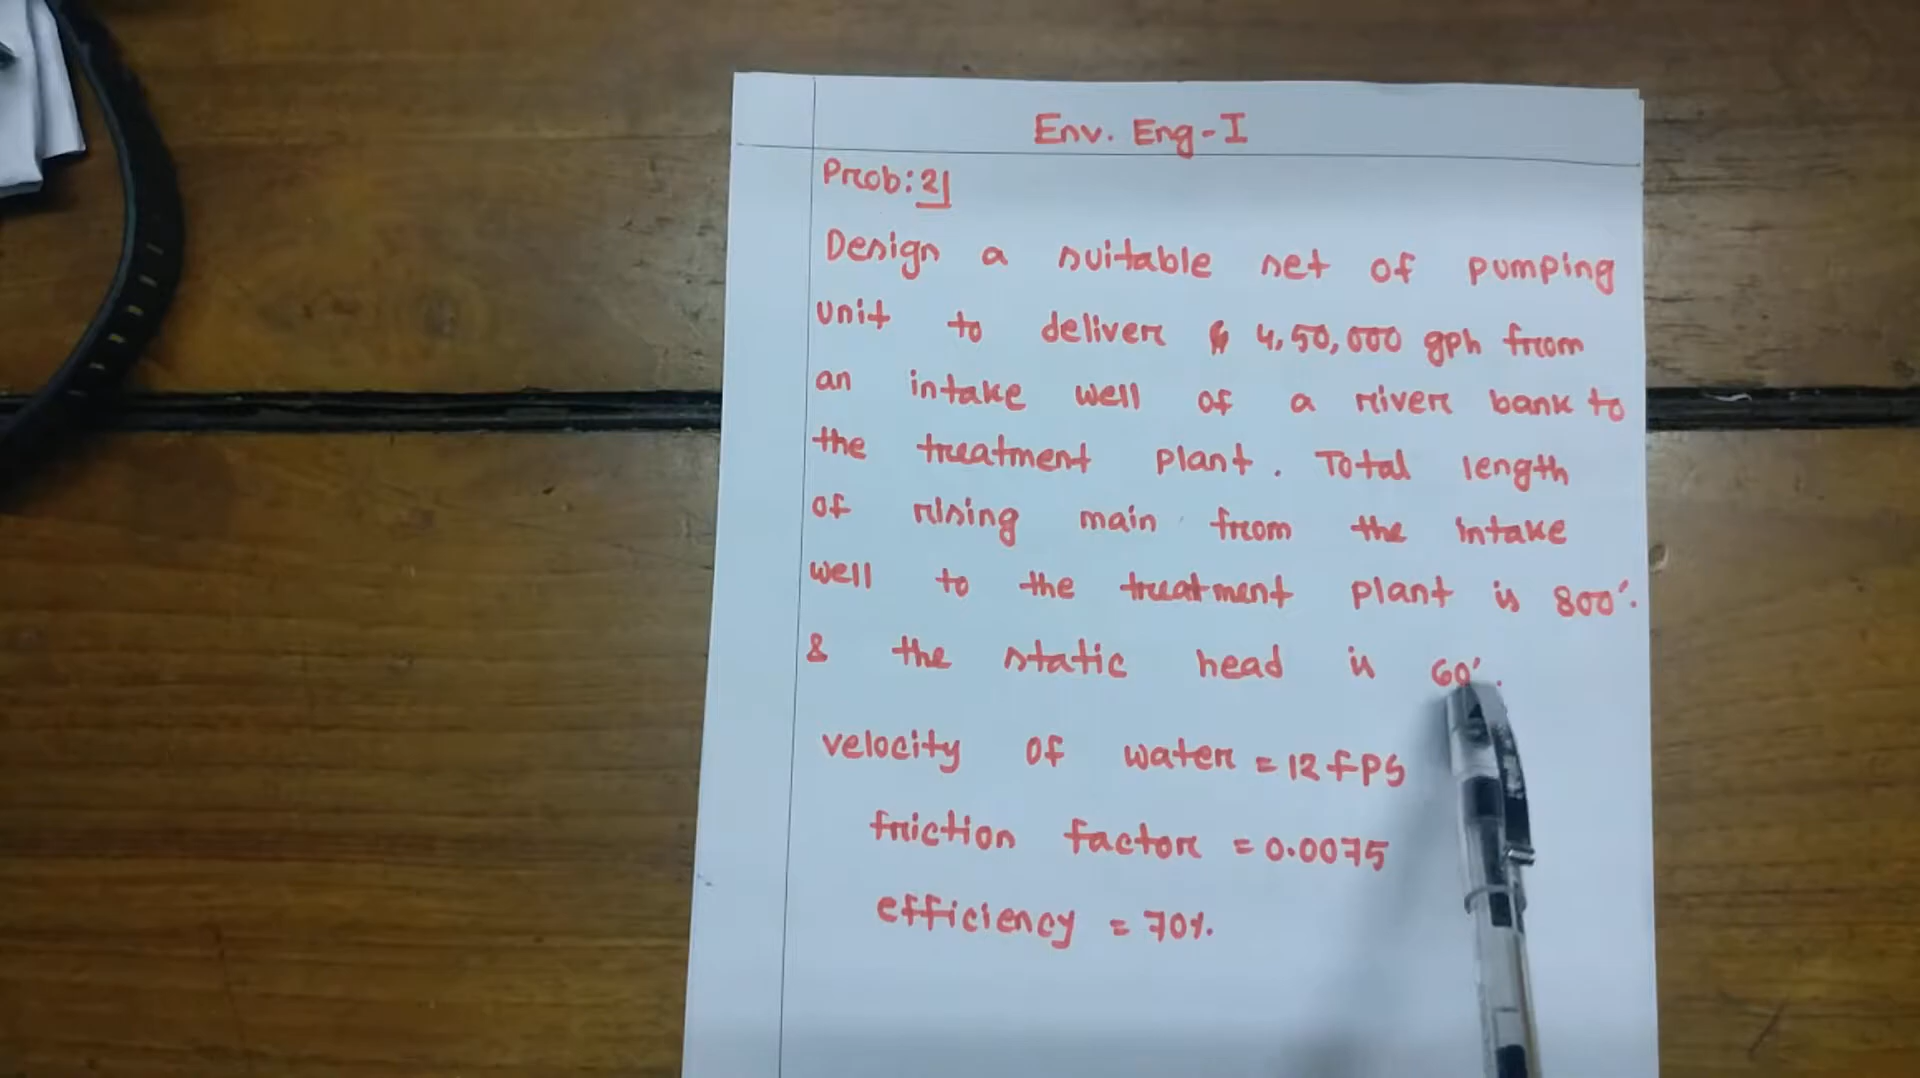 Env. Eng-I
Prob: 2
Design a suitable set of pumping
unit to deliver 4,50,000 gph from
an intake well of a river bank to
the treatment plant. Total length
of rising main from the intake
well to the treatment plant is 800'.
& the static head is 60'.
velocity of water = 12 fps
friction factor = 0.0075
efficiency = 70%.